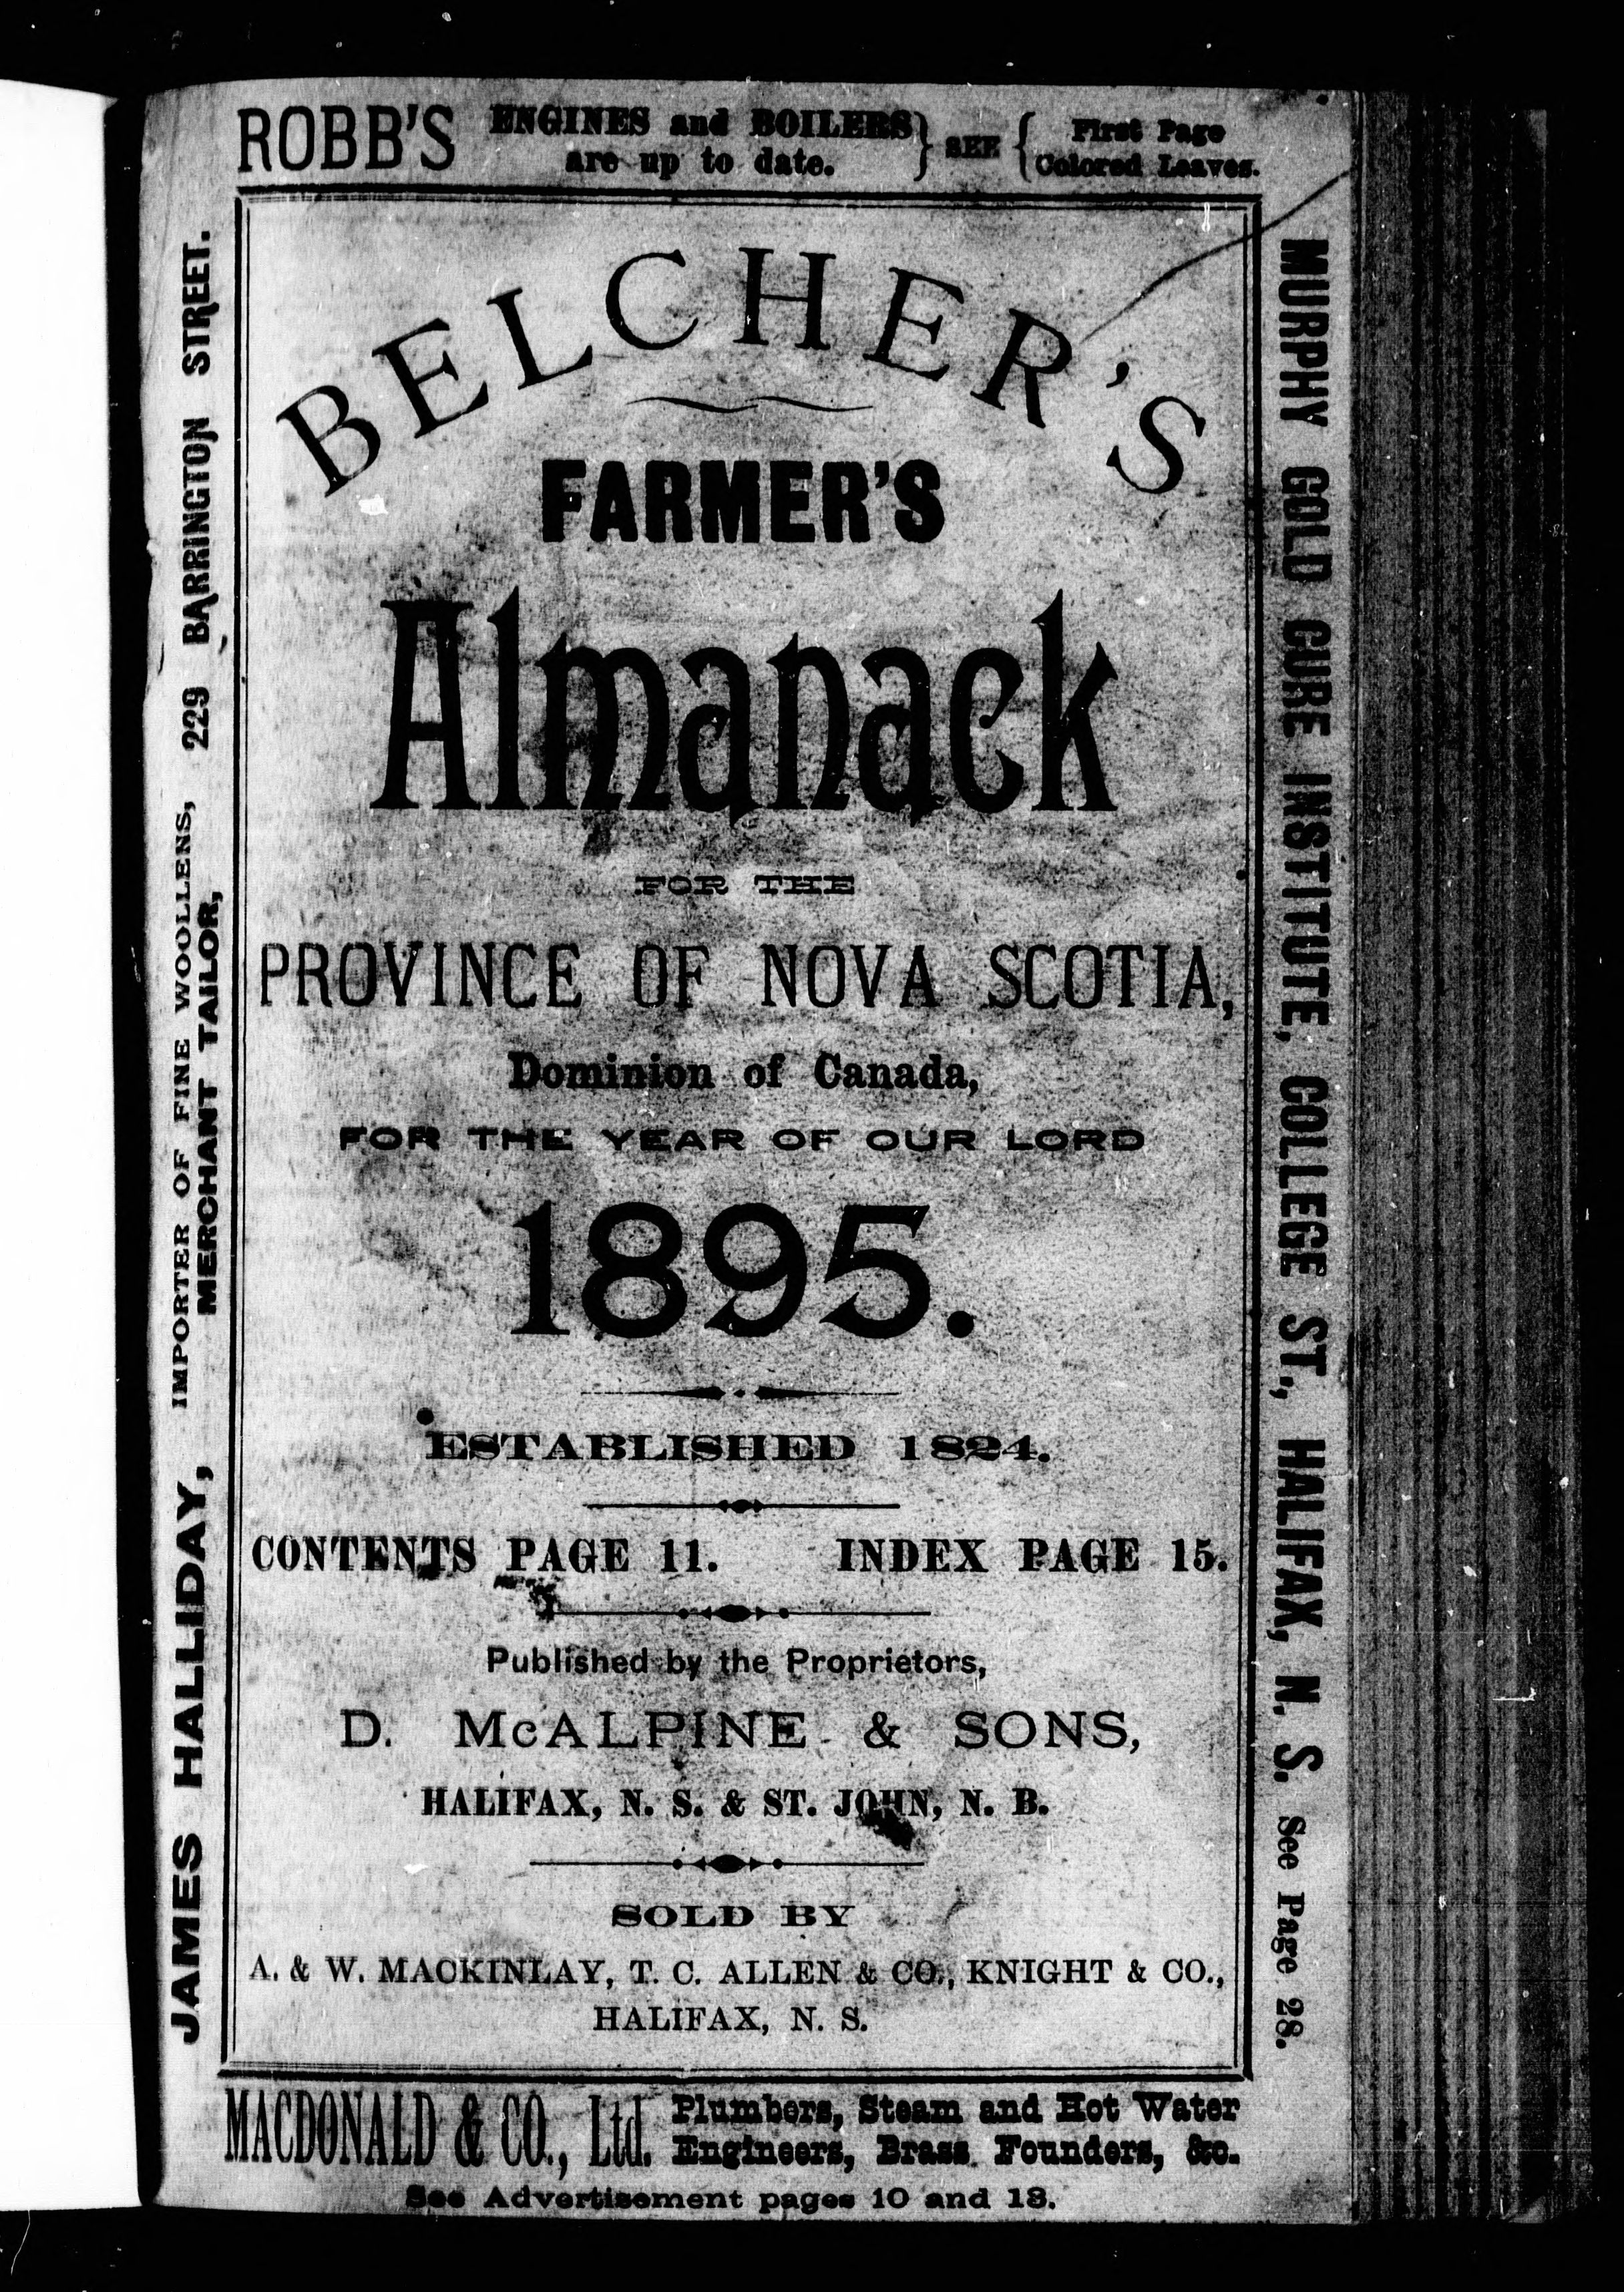 ROBB'S ENGINES and BOILERS are up to date. } SEE { First Page Colored Leaves.
BELCHER'S
FARMER'S
Almanack
FOR THE
PROVINCE OF NOVA SCOTIA,
Dominion of Canada,
FOR THE YEAR OF OUR LORD
1895.
ESTABLISHED 1824.
CONTENTS PAGE 11. INDEX PAGE 15.
Published by the Proprietors,
D. McALPINE & SONS,
HALIFAX, N. S. & ST. JOHN, N. B.
SOLD BY
A. & W. MACKINLAY, T. C. ALLEN & CO., KNIGHT & CO.,
HALIFAX, N. S.
MACDONALD & CO., Ltd. Plumbers, Steam and Hot Water
Engineers, Brass Founders, &c.
See Advertisement pages 10 and 13.
JAMES HALLIDAY, IMPORTER OF FINE WOOLLENS, 229 BARRINGTON STREET.
MERCHANT TAILOR,
MURPHY GOLD CURE INSTITUTE, COLLEGE ST., HALIFAX, N. S. See Page 28.